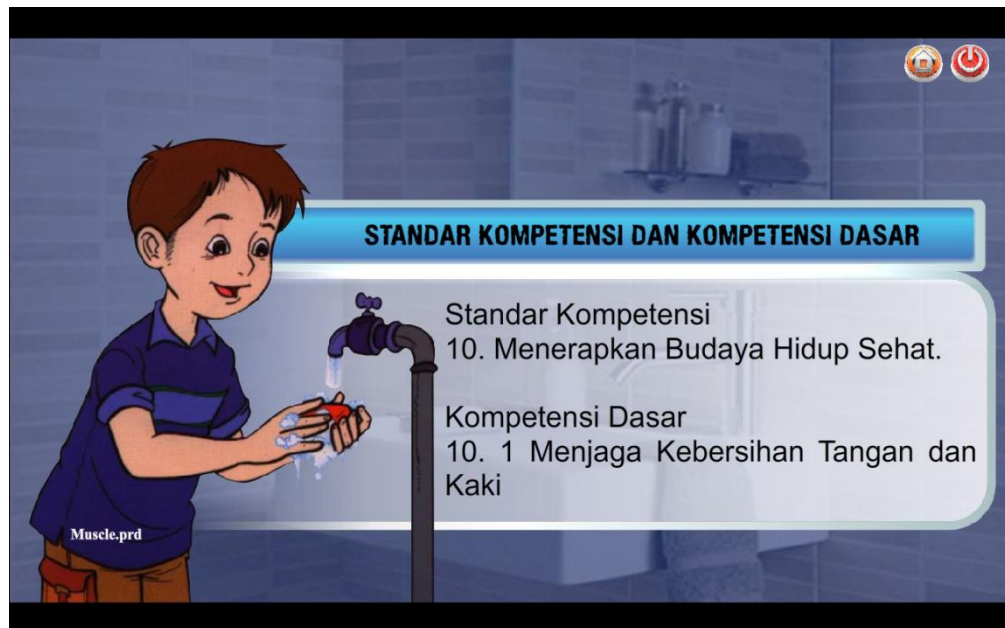 STANDAR KOMPETENSI DAN KOMPETENSI DASAR
Standar Kompetensi
10. Menerapkan Budaya Hidup Sehat.
Kompetensi Dasar
10. 1 Menjaga Kebersihan Tangan dan
Kaki
Muscle.prd